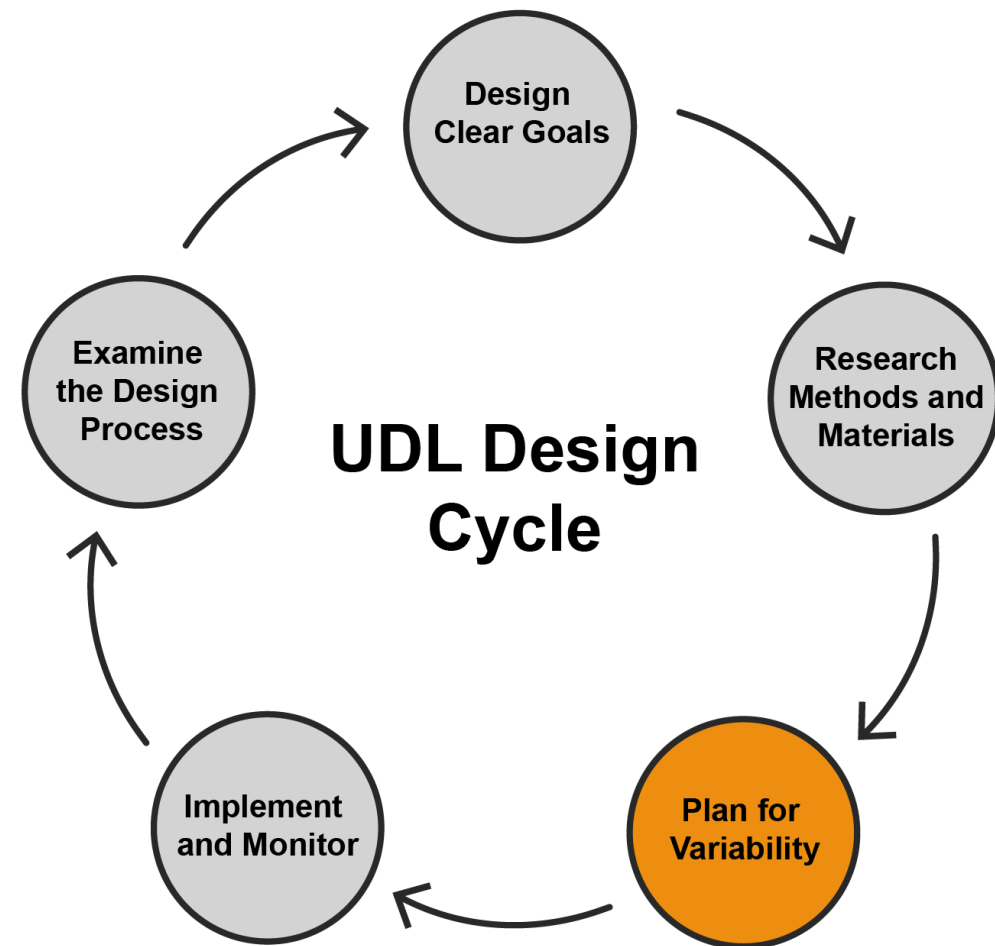 Design
Clear Goals
Research
Methods and
Materials
Plan for
Variability
Implement
and Monitor
Examine
the Design
Process
UDL Design
Cycle